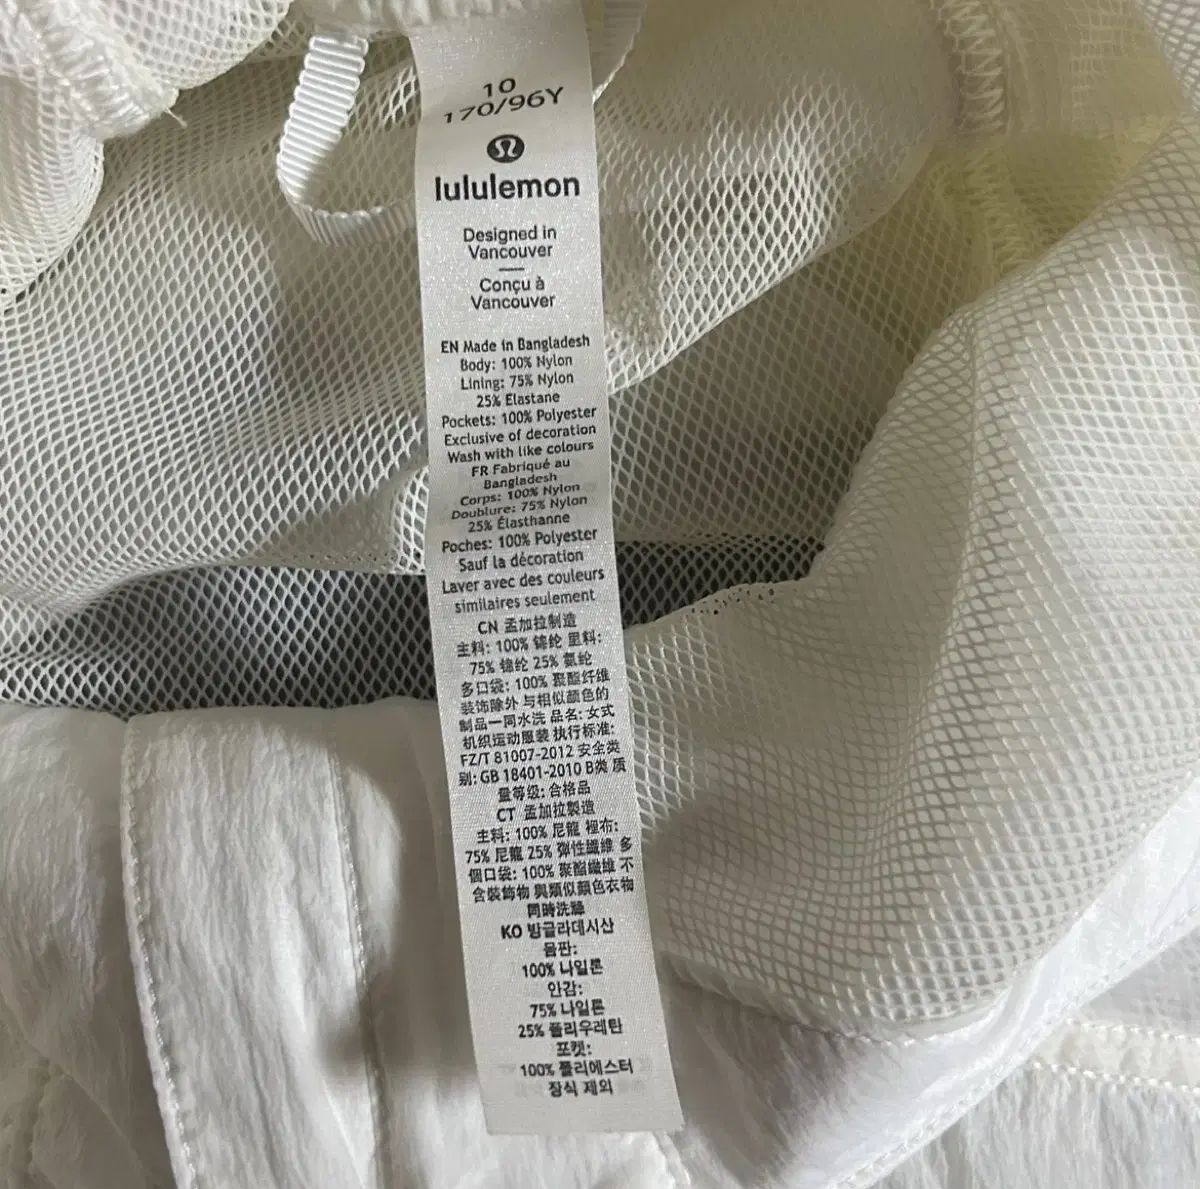 10
170/96Y
lululemon
Designed in
Vancouver
Conçu à
Vancouver
EN Made in Bangladesh
Body: 100% Nylon
Lining: 75% Nylon
25% Elastane
Pockets: 100% Polyester
Exclusive of decoration
Wash with like colours
FR Fabriqué au
Bangladesh
Corps: 100% Nylon
Doublure: 75% Nylon
25% Élasthanne
Poches: 100% Polyester
Sauf la décoration
Laver avec des couleurs
similaires seulement
CN 孟加拉制造
主料: 100% 锦纶 里料:
75% 锦纶 25% 氨纶
多口袋: 100% 聚酯纤维
装饰除外 与相似颜色的
制品一同水洗 品名: 女式
机织运动服装 执行标准:
FZ/T 81007-2012 安全类
别: GB 18401-2010 B类 质
量等级: 合格品
CT 孟加拉製造
主料: 100% 尼龍 裡布:
75% 尼龍 25% 彈性纖維 多
個口袋: 100% 聚酯纖維 不
含裝飾物 與類似顏色衣物
同時洗滌
KO 방글라데시산
몸판:
100% 나일론
안감:
75% 나일론
25% 폴리우레탄
포켓:
100% 폴리에스터
장식 제외